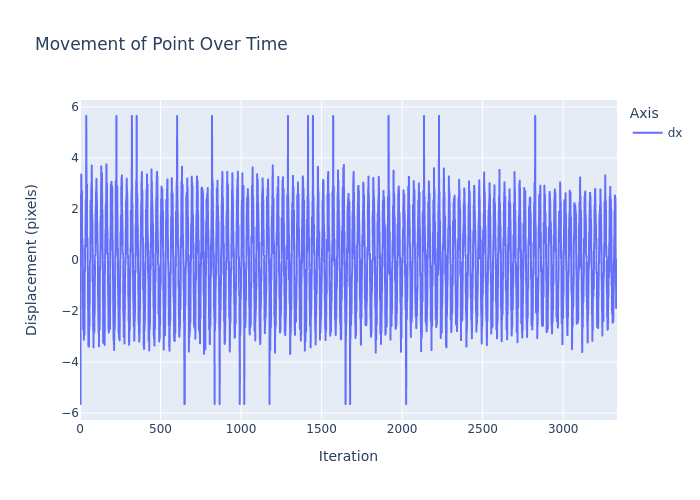 Movement of Point Over Time
Axis
dx
Displacement (pixels)
6
4
2
0
−2
−4
−6
0
500
1000
1500
2000
2500
3000
Iteration